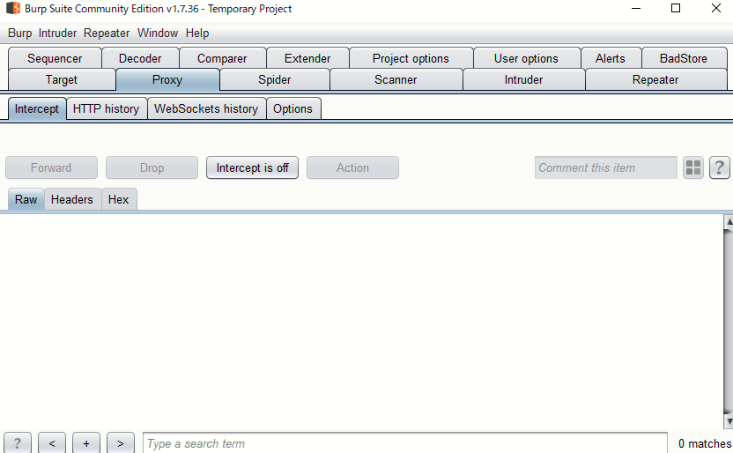 Burp Suite Community Edition v1.7.36 - Temporary Project
Burp Intruder Repeater Window Help
Sequencer Decoder Comparer Extender Project options User options Alerts BadStore
Target Proxy Spider Scanner Intruder Repeater
Intercept HTTP history WebSockets history Options
Forward Drop Intercept is off Action Comment this item ?
Raw Headers Hex
? < + > Type a search term 0 matches